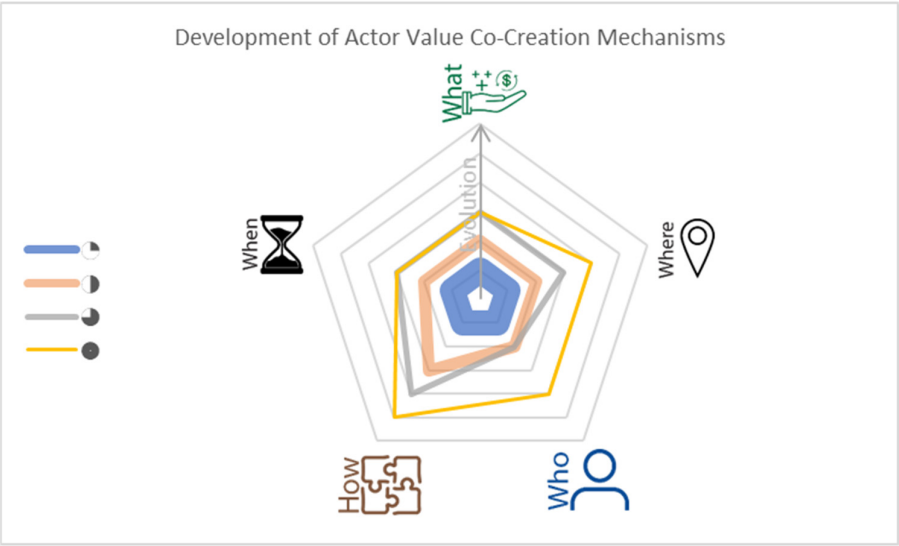 Development of Actor Value Co-Creation Mechanisms
What
$
Evolution
When
Where
How
Who